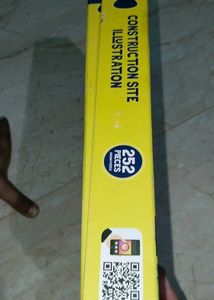 CONSTRUCTION SITE
ILLUSTRATION
252
PIECES